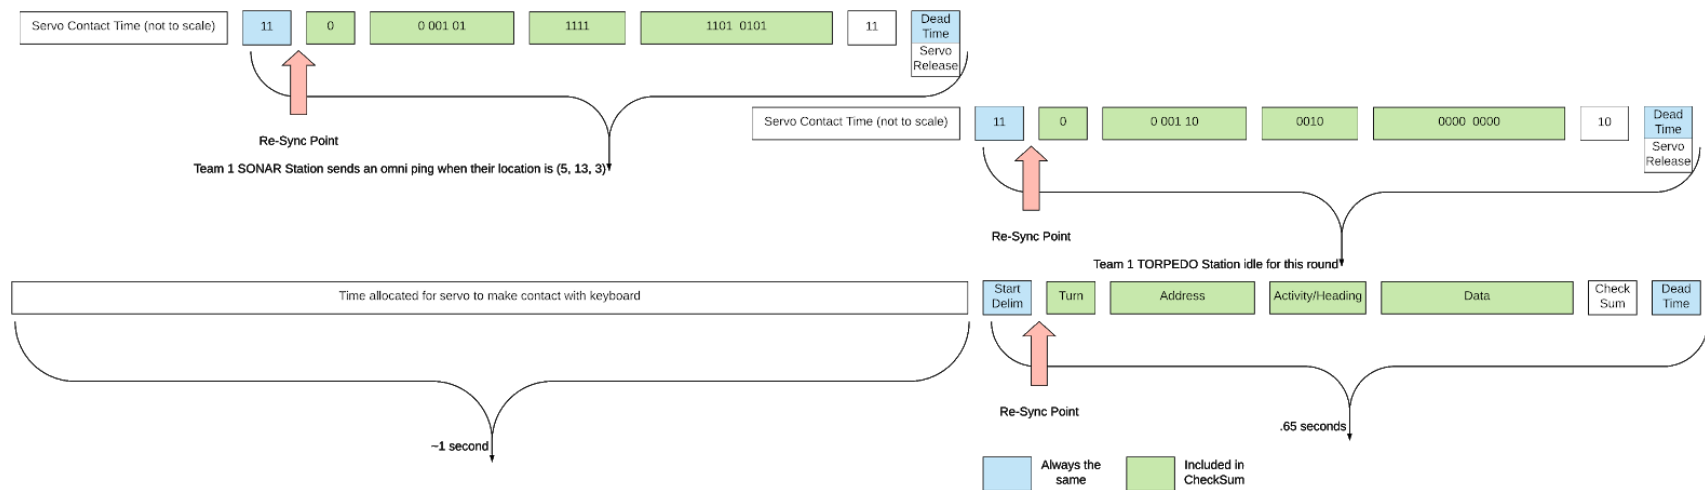 Servo Contact Time (not to scale)
11
0
0 001 01
1111
1101 0101
11
Dead
Time
Servo
Release
Re-Sync Point
Team 1 SONAR Station sends an omni ping when their location is (5, 13, 3)
Servo Contact Time (not to scale)
11
0
0 001 10
0010
0000 0000
10
Dead
Time
Servo
Release
Re-Sync Point
Team 1 TORPEDO Station idle for this round
Time allocated for servo to make contact with keyboard
Start
Delim
Turn
Address
Activity/Heading
Data
Check
Sum
Dead
Time
Re-Sync Point
~1 second
.65 seconds
Always the
same
Included in
CheckSum